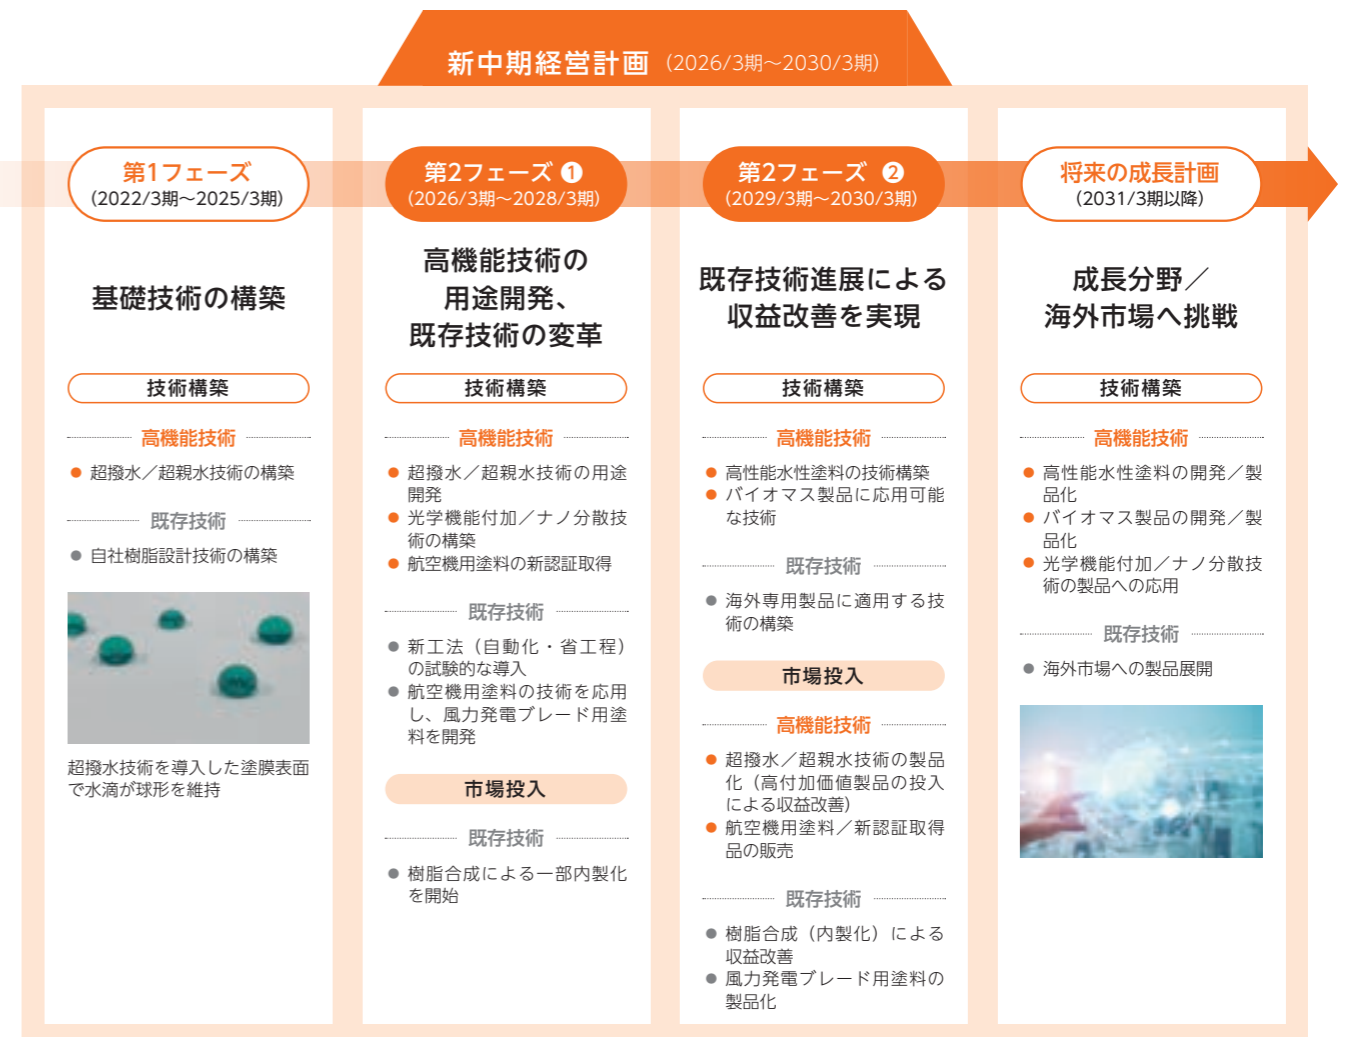 新中期経営計画（2026/3期～2030/3期）
第1フェーズ
（2022/3期～2025/3期）
基礎技術の構築
技術構築
高機能技術
● 超撥水／超親水技術の構築
既存技術
● 自社樹脂設計技術の構築
超撥水技術を導入した塗膜表面
で水滴が球形を維持
第2フェーズ ❶
（2026/3期～2028/3期）
高機能技術の
用途開発、
既存技術の変革
技術構築
高機能技術
● 超撥水／超親水技術の用途
開発
● 光学機能付加／ナノ分散技
術の構築
● 航空機用塗料の新認証取得
既存技術
● 新工法（自動化・省工程）
の試験的な導入
● 航空機用塗料の技術を応用
し、風力発電ブレード用塗
料を開発
市場投入
既存技術
● 樹脂合成による一部内製化
を開始
第2フェーズ ❷
（2029/3期～2030/3期）
既存技術進展による
収益改善を実現
技術構築
高機能技術
● 高性能水性塗料の技術構築
● バイオマス製品に応用可能
な技術
既存技術
● 海外専用製品に適用する技
術の構築
市場投入
高機能技術
● 超撥水／超親水技術の製品
化（高付加価値製品の投入
による収益改善）
● 航空機用塗料／新認証取得
品の販売
既存技術
● 樹脂合成（内製化）による
収益改善
● 風力発電ブレード用塗料の
製品化
将来の成長計画
（2031/3期以降）
成長分野／
海外市場へ挑戦
技術構築
高機能技術
● 高性能水性塗料の開発／製
品化
● バイオマス製品の開発／製
品化
● 光学機能付加／ナノ分散技
術の製品への応用
既存技術
● 海外市場への製品展開